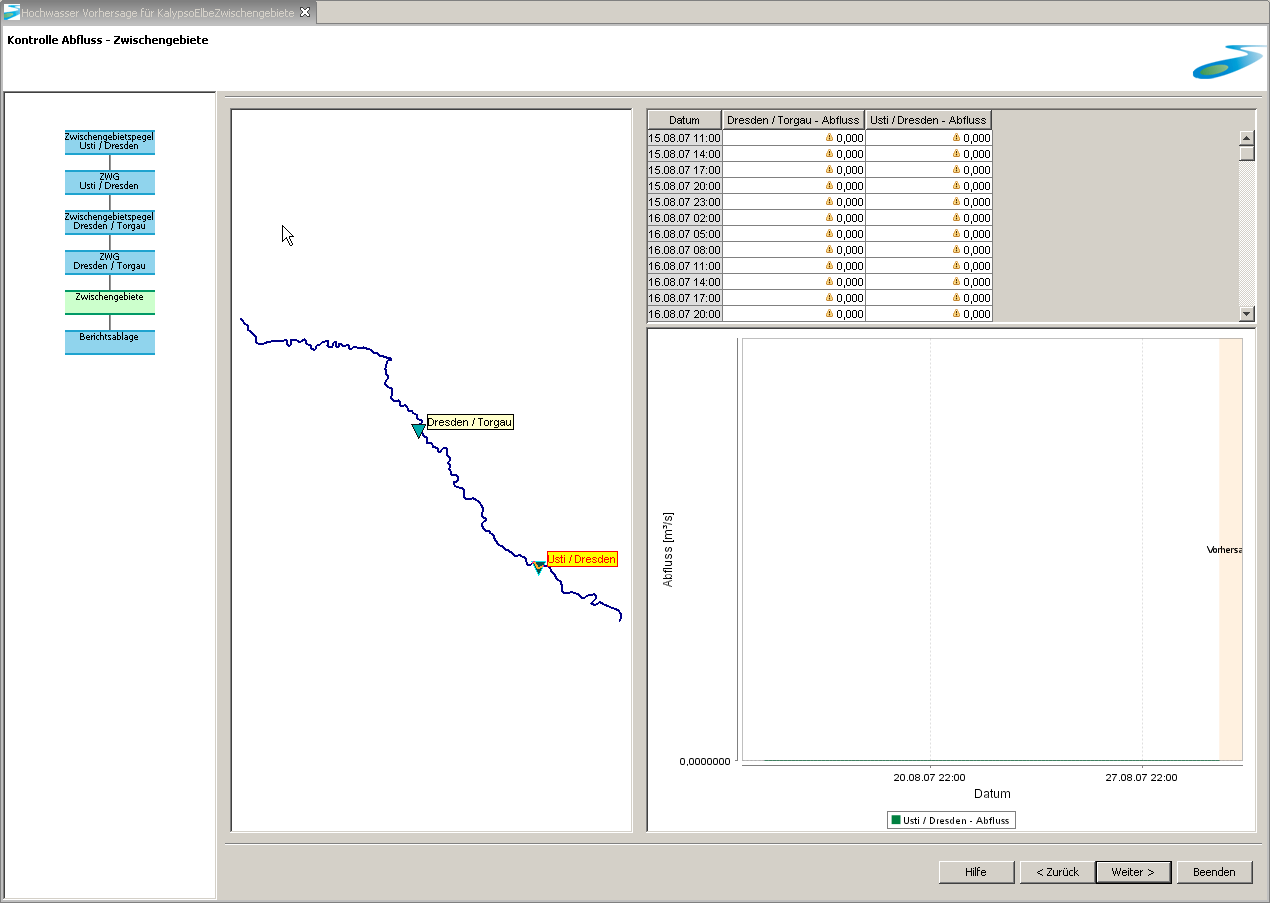 Hochwasser Vorhersage für KalypsoElbeZwischengebiete
Kontrolle Abfluss - Zwischengebiete
Zwischengebietspegel
Usti / Dresden
ZWG
Usti / Dresden
Zwischengebietspegel
Dresden / Torgau
ZWG
Dresden / Torgau
Zwischengebiete
Berichtsablage
Dresden / Torgau
Usti / Dresden
Datum Dresden / Torgau - Abfluss Usti / Dresden - Abfluss
15.08.07 11:00 0,000 0,000
15.08.07 14:00 0,000 0,000
15.08.07 17:00 0,000 0,000
15.08.07 20:00 0,000 0,000
15.08.07 23:00 0,000 0,000
16.08.07 02:00 0,000 0,000
16.08.07 05:00 0,000 0,000
16.08.07 08:00 0,000 0,000
16.08.07 11:00 0,000 0,000
16.08.07 14:00 0,000 0,000
16.08.07 17:00 0,000 0,000
16.08.07 20:00 0,000 0,000
Abfluss [m³/s]
Vorhersa
0,0000000
20.08.07 22:00 27.08.07 22:00
Datum
Usti / Dresden - Abfluss
Hilfe < Zurück Weiter > Beenden